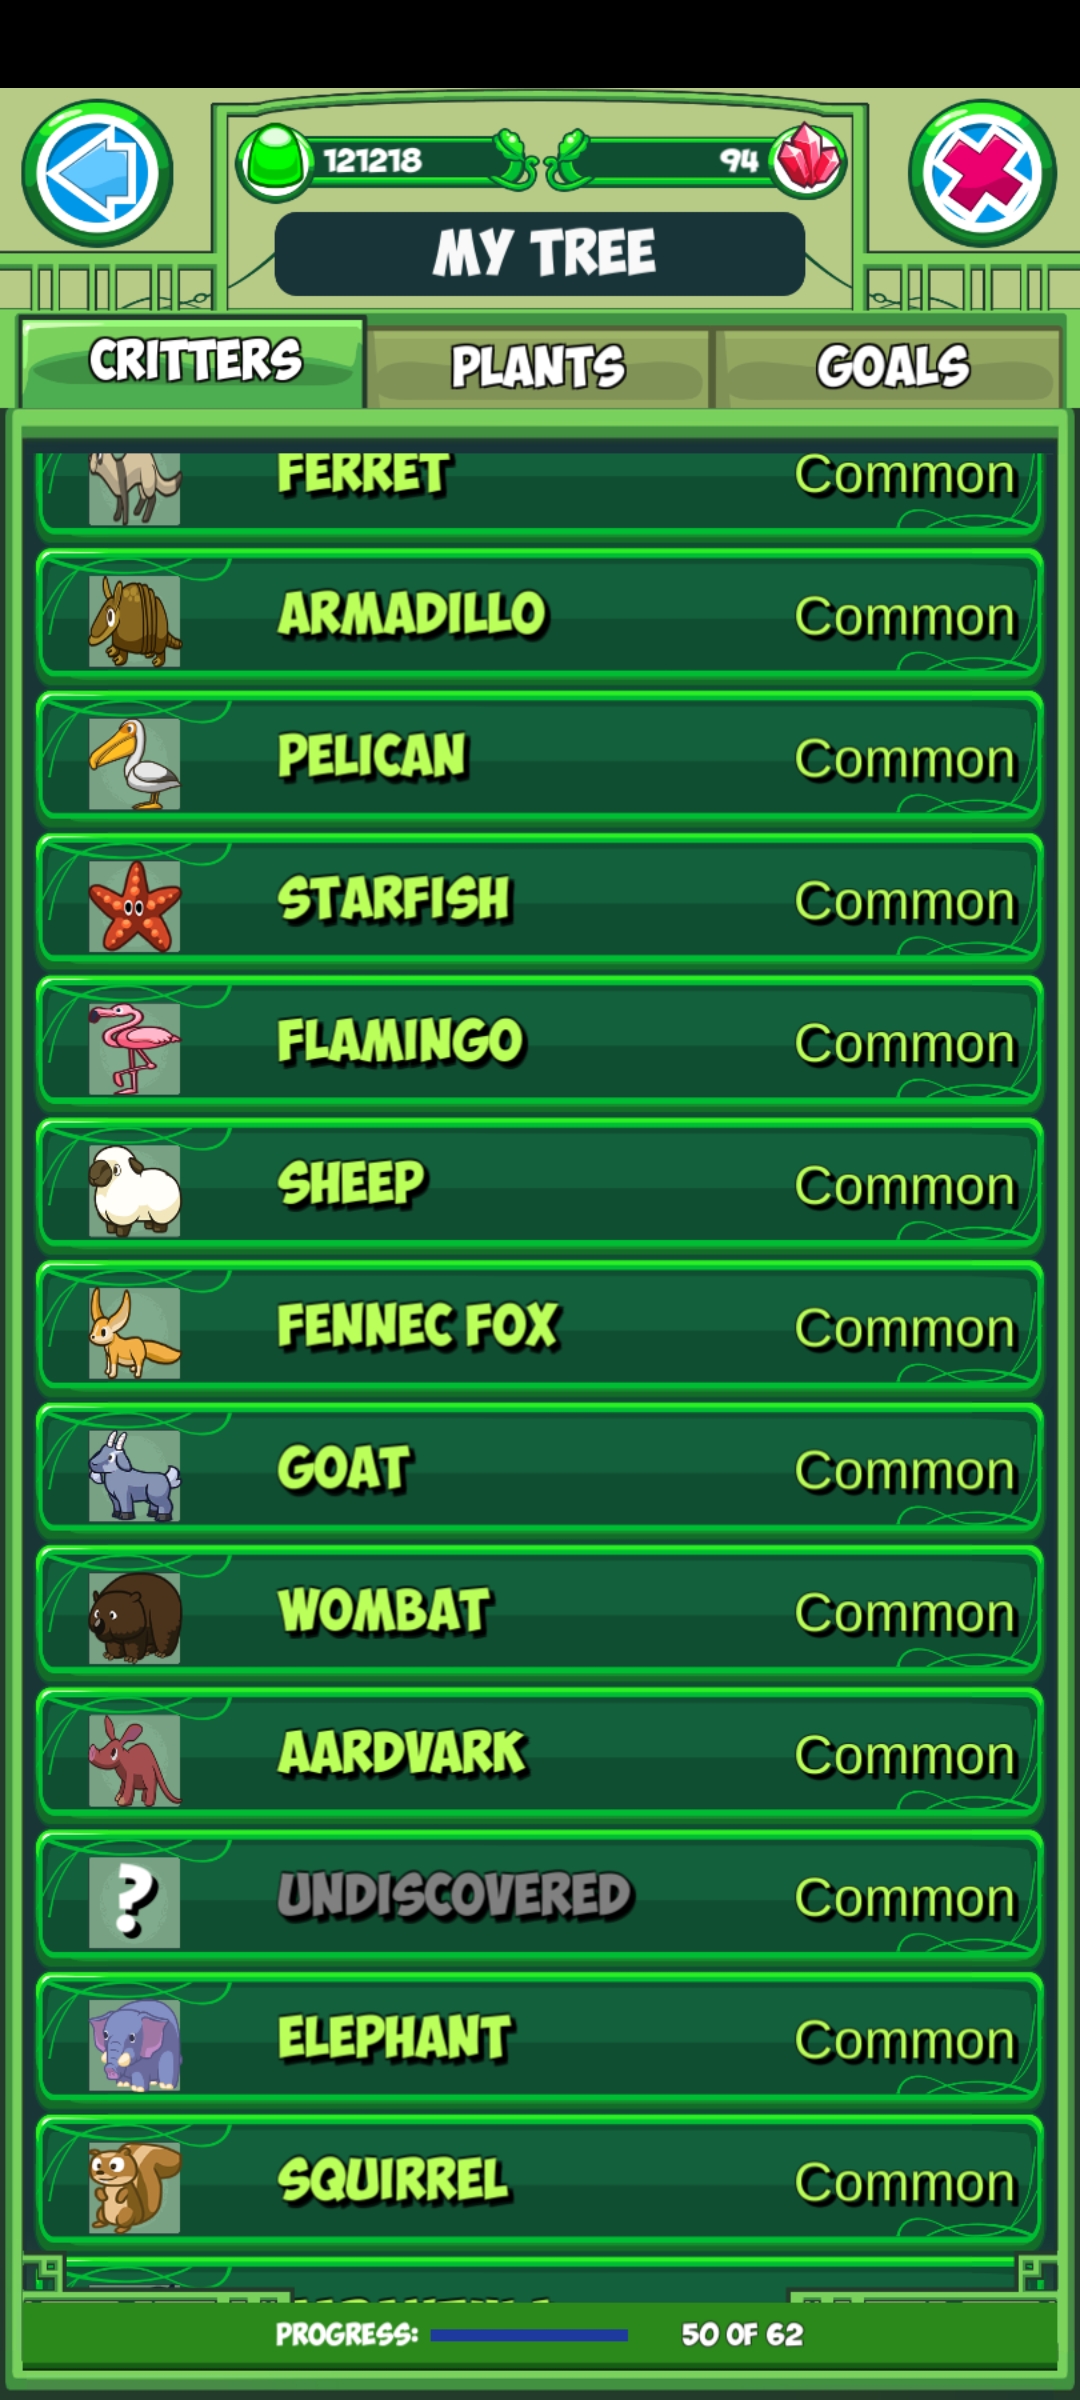 121218
94
MY TREE
CRITTERS
PLANTS
GOALS
FERRET
Common
ARMADILLO
Common
PELICAN
Common
STARFISH
Common
FLAMINGO
Common
SHEEP
Common
FENNEC FOX
Common
GOAT
Common
WOMBAT
Common
AARDVARK
Common
?
UNDISCOVERED
Common
ELEPHANT
Common
SQUIRREL
Common
PROGRESS:
50 OF 62